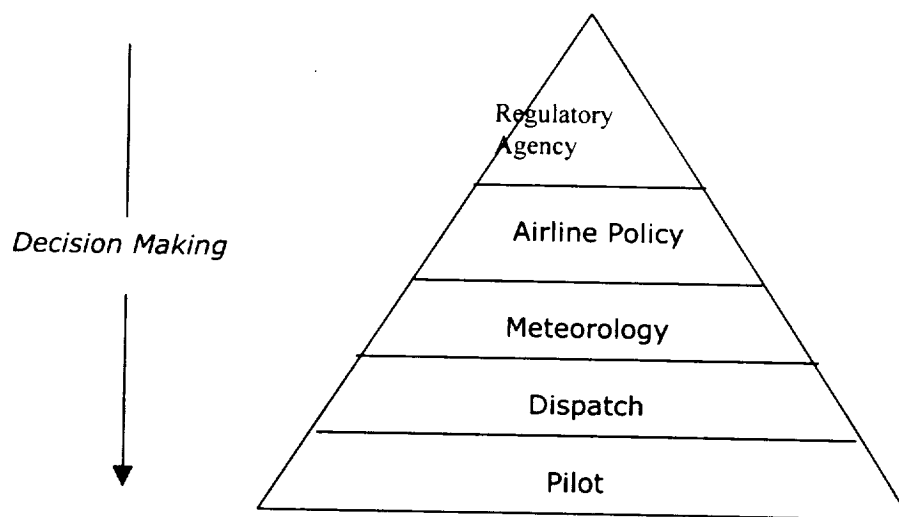 Regulatory
Agency
Airline Policy
Decision Making
Meteorology
Dispatch
Pilot